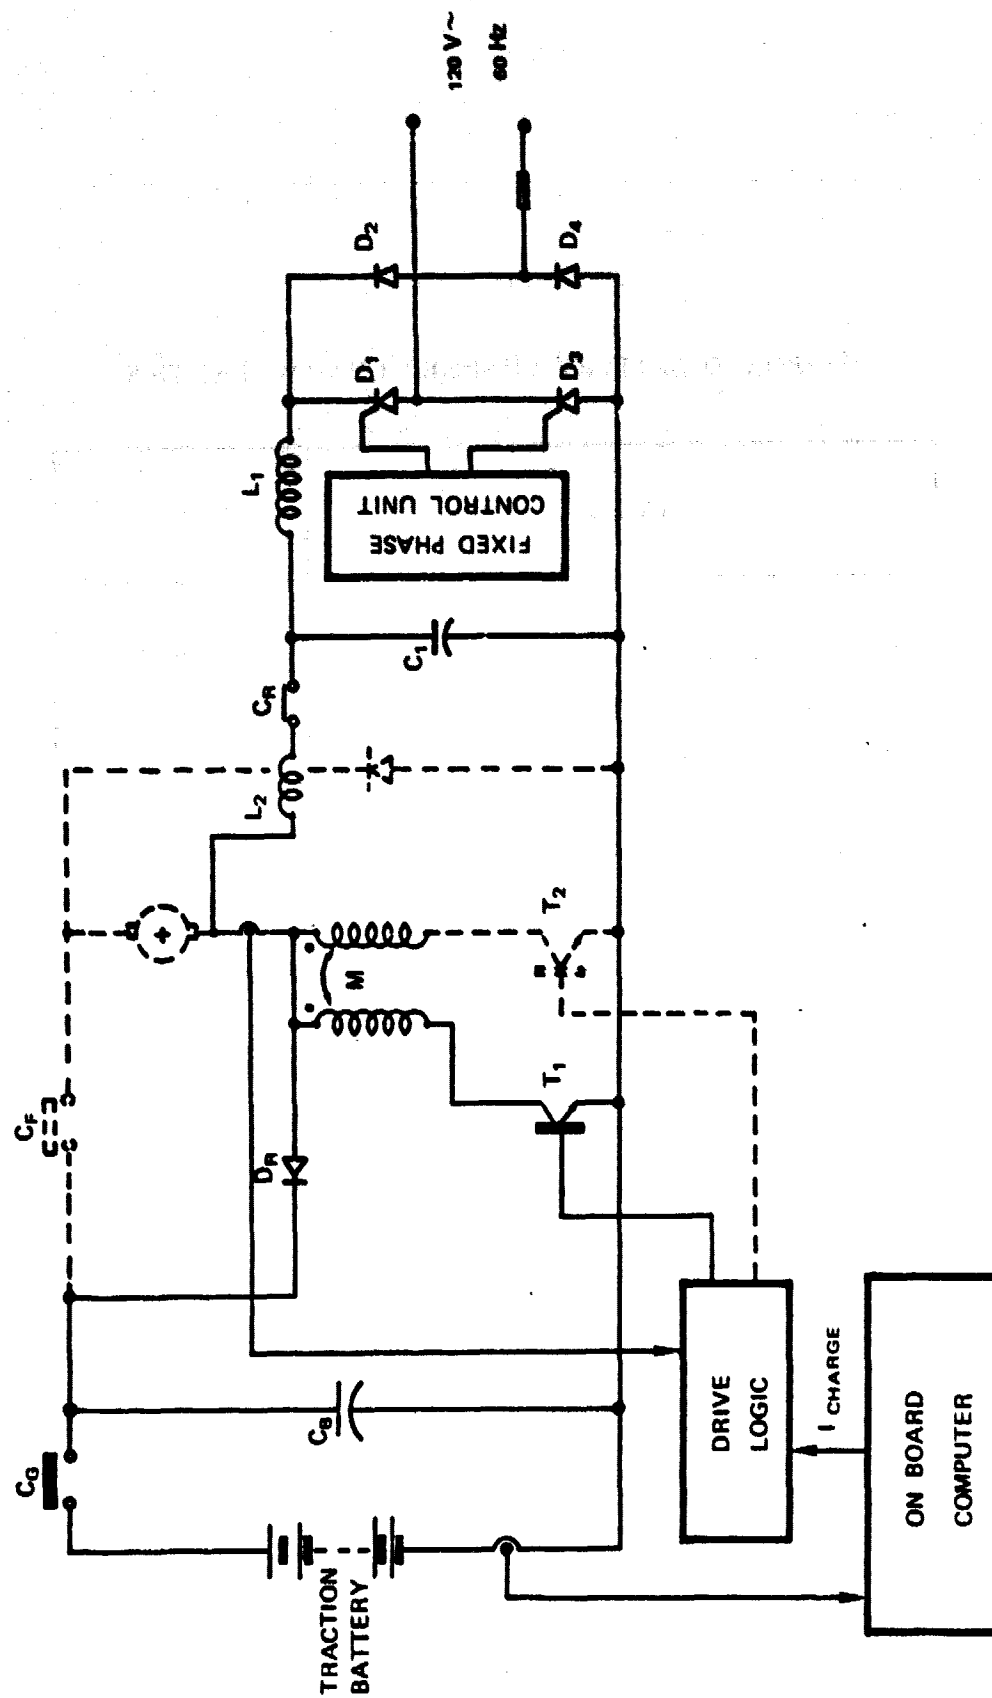 120 V ~
60 Hz
D2
D4
D1
D3
L1
FIXED PHASE
CONTROL UNIT
C1
CR
L2
T2
M
T1
CF
DR
CB
CG
DRIVE
LOGIC
I CHARGE
ON BOARD
COMPUTER
TRACTION
BATTERY